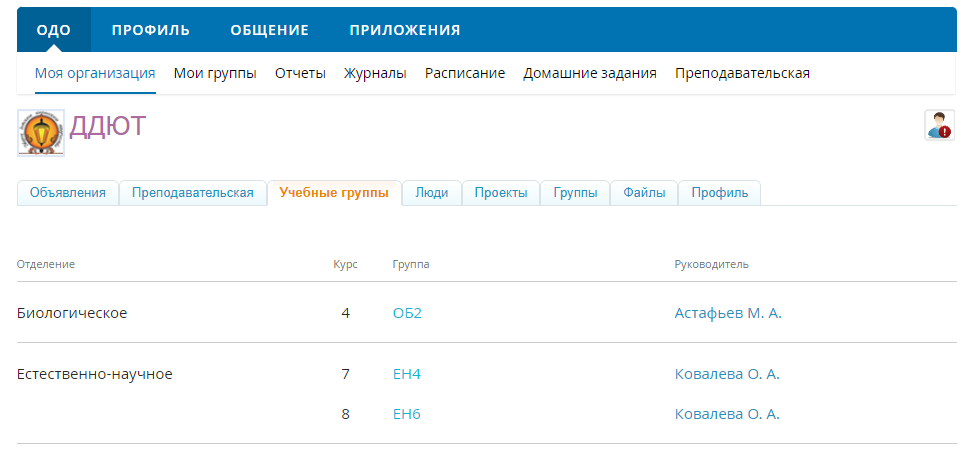 ОДО ПРОФИЛЬ ОБЩЕНИЕ ПРИЛОЖЕНИЯ
Моя организация Мои группы Отчеты Журналы Расписание Домашние задания Преподавательская
ДДЮТ
Объявления Преподавательская Учебные группы Люди Проекты Группы Файлы Профиль
Отделение Курс Группа Руководитель
Биологическое 4 ОБ2 Астафьев М. А.
Естественно-научное 7 ЕН4 Ковалева О. А.
8 ЕН6 Ковалева О. А.